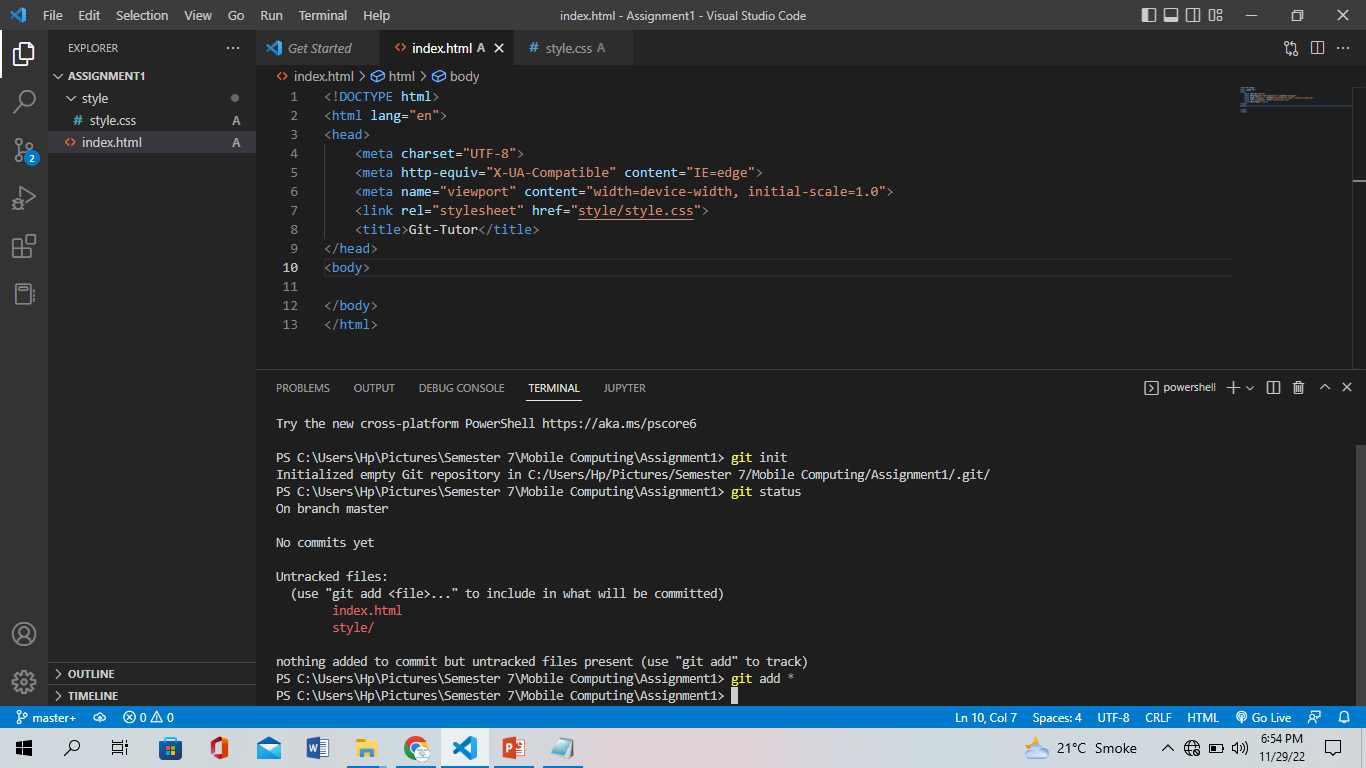 File Edit Selection View Go Run Terminal Help
index.html - Assignment1 - Visual Studio Code
EXPLORER
ASSIGNMENT1
style
# style.css A
<> index.html A
2
OUTLINE
TIMELINE
Get Started
<> index.html A
# style.css A
<> index.html > html > body
1 <!DOCTYPE html>
2 <html lang="en">
3 <head>
4 <meta charset="UTF-8">
5 <meta http-equiv="X-UA-Compatible" content="IE=edge">
6 <meta name="viewport" content="width=device-width, initial-scale=1.0">
7 <link rel="stylesheet" href="style/style.css">
8 <title>Git-Tutor</title>
9 </head>
10 <body>
11
12 </body>
13 </html>
PROBLEMS OUTPUT DEBUG CONSOLE TERMINAL JUPYTER
powershell
Try the new cross-platform PowerShell https://aka.ms/pscore6
PS C:\Users\Hp\Pictures\Semester 7\Mobile Computing\Assignment1> git init
Initialized empty Git repository in C:/Users/Hp/Pictures/Semester 7/Mobile Computing/Assignment1/.git/
PS C:\Users\Hp\Pictures\Semester 7\Mobile Computing\Assignment1> git status
On branch master
No commits yet
Untracked files:
(use "git add <file>..." to include in what will be committed)
index.html
style/
nothing added to commit but untracked files present (use "git add" to track)
PS C:\Users\Hp\Pictures\Semester 7\Mobile Computing\Assignment1> git add *
PS C:\Users\Hp\Pictures\Semester 7\Mobile Computing\Assignment1>
master+ 0 0
Ln 10, Col 7 Spaces: 4 UTF-8 CRLF HTML Go Live
21°C Smoke
6:54 PM
11/29/22